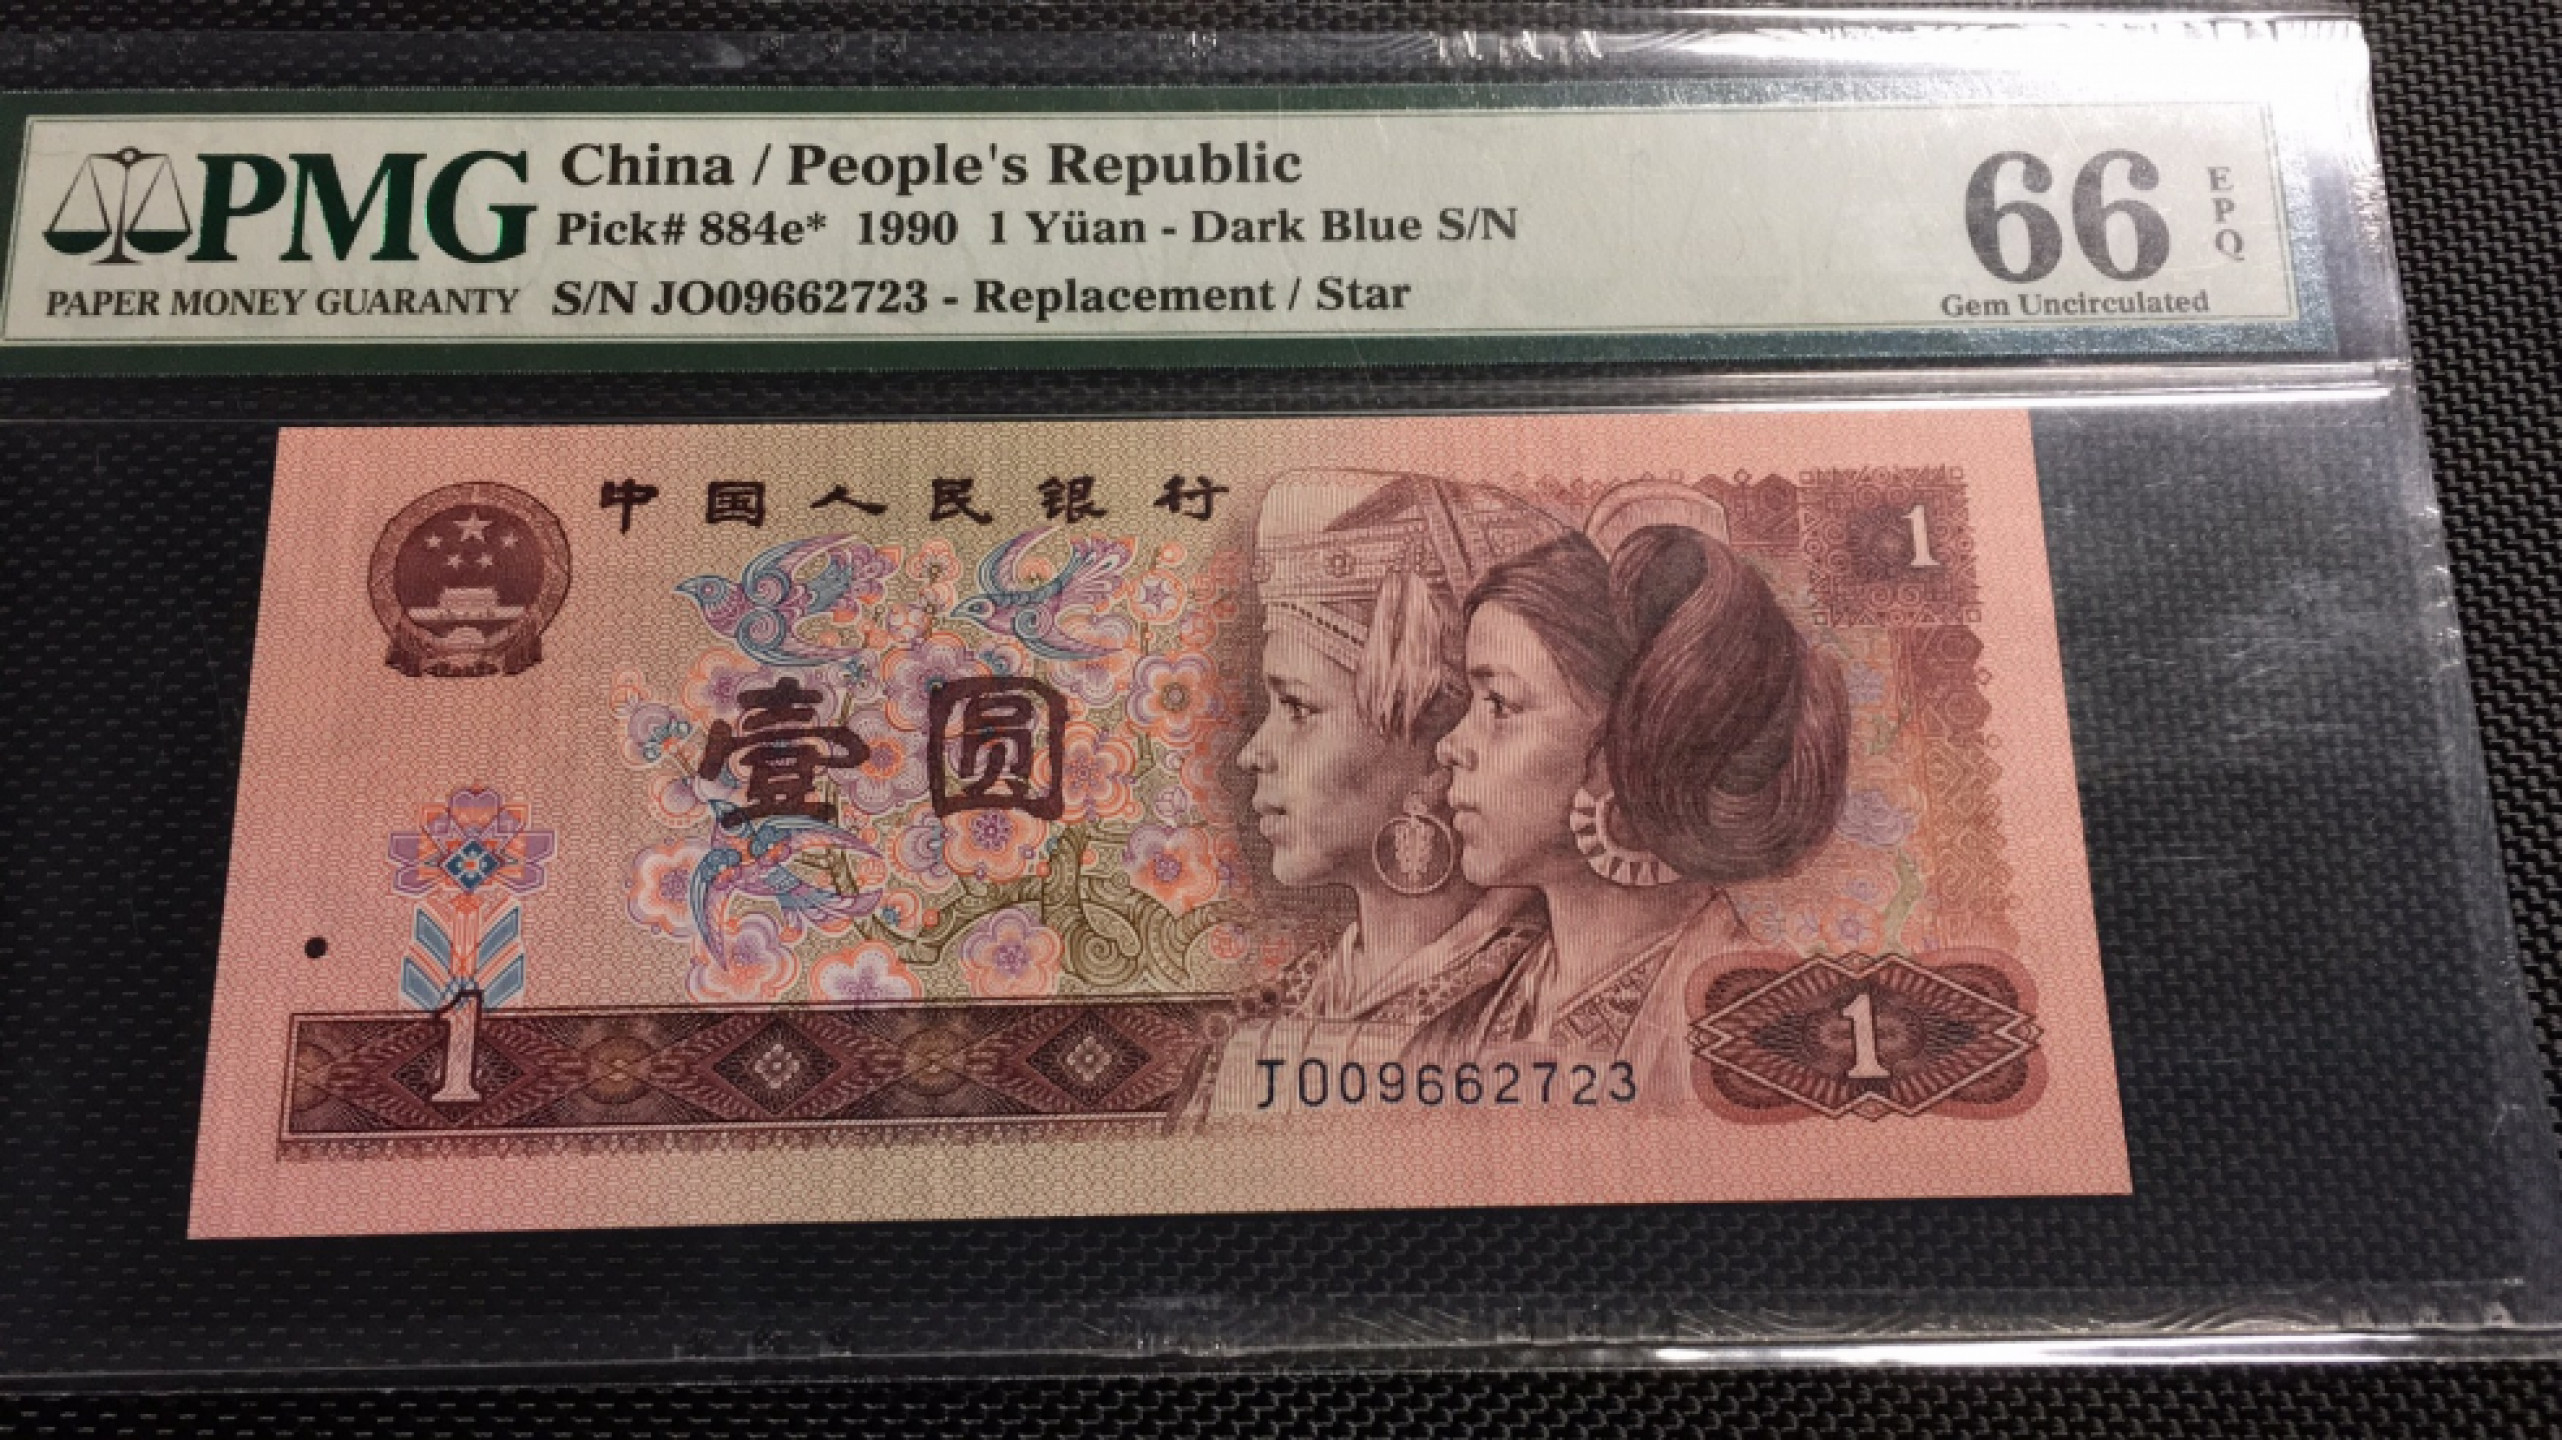 PMG
PAPER MONEY GUARANTY
China / People's Republic
Pick# 884e* 1990 1 Yüan - Dark Blue S/N
S/N JO09662723 - Replacement / Star
66
EPQ
Gem Uncirculated
中国人民银行
1
壹圆
1
1
JO09662723